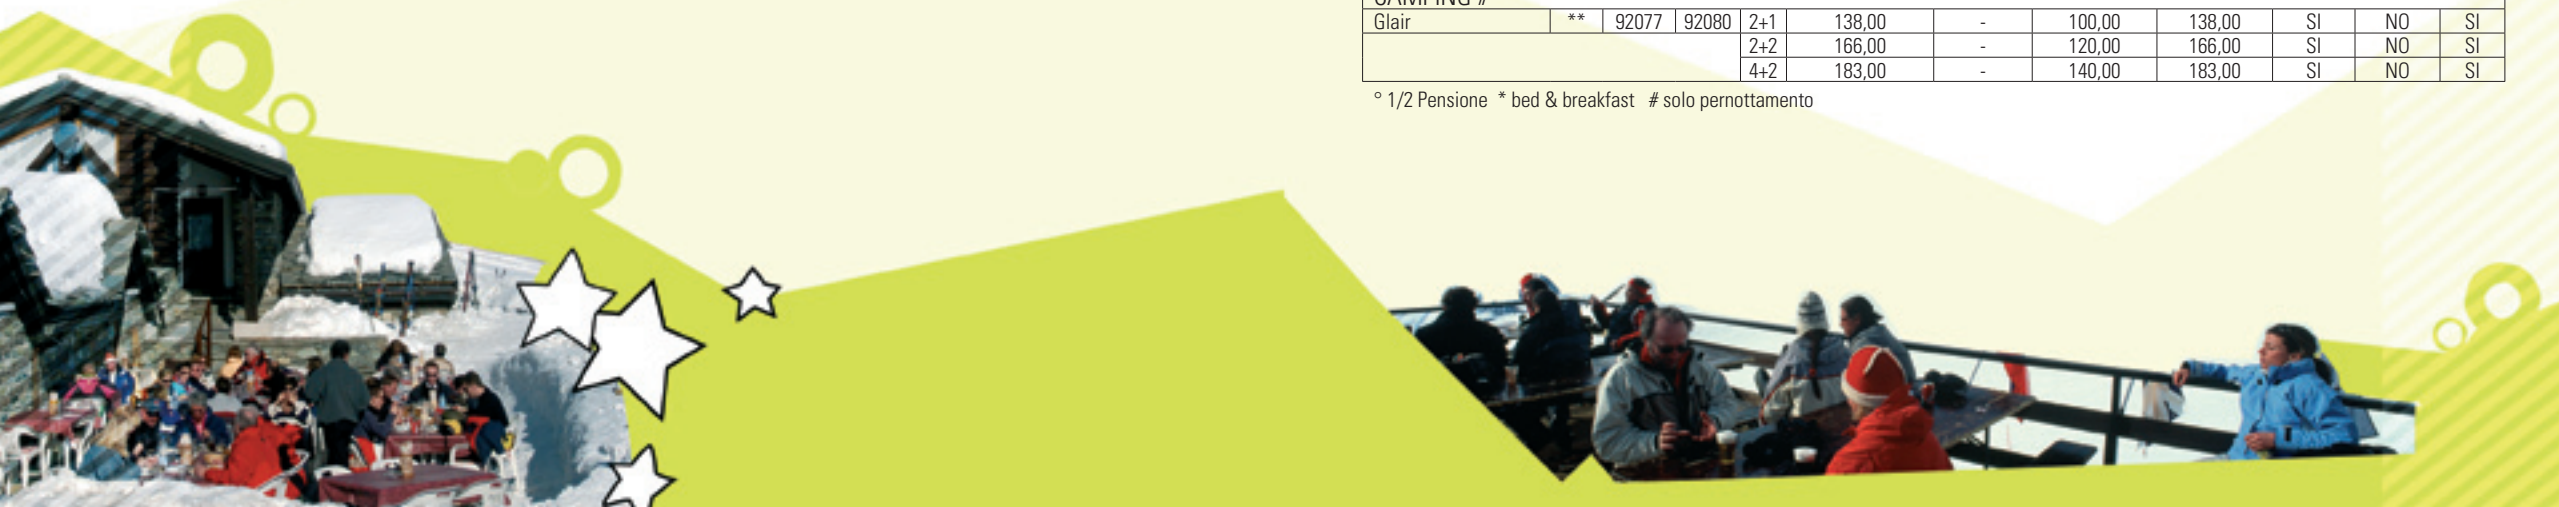 CAMPING #
Glair ** 92077 92080 2+1 138,00 - 100,00 138,00 SI NO SI
2+2 166,00 - 120,00 166,00 SI NO SI
4+2 183,00 - 140,00 183,00 SI NO SI
° 1/2 Pensione * bed & breakfast # solo pernottamento